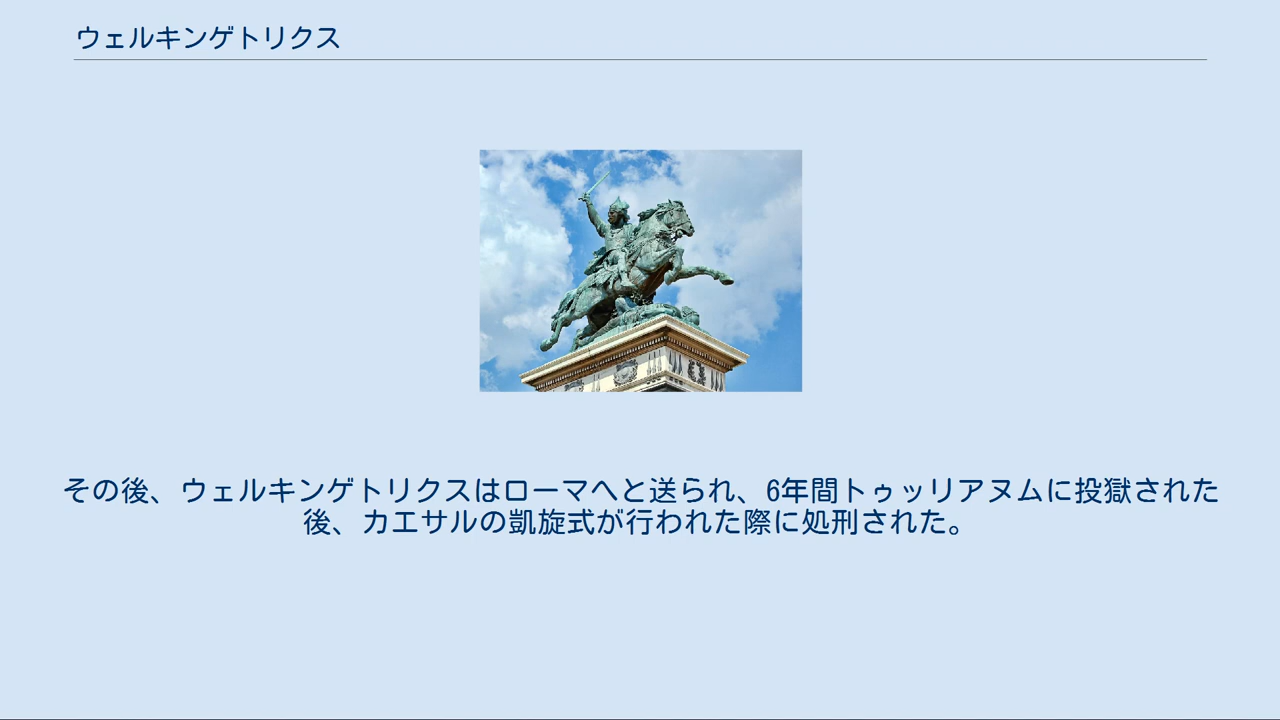 ウェルキンゲトリクス
その後、ウェルキンゲトリクスはローマへと送られ、6年間トゥッリアヌムに投獄された
後、カエサルの凱旋式が行われた際に処刑された。